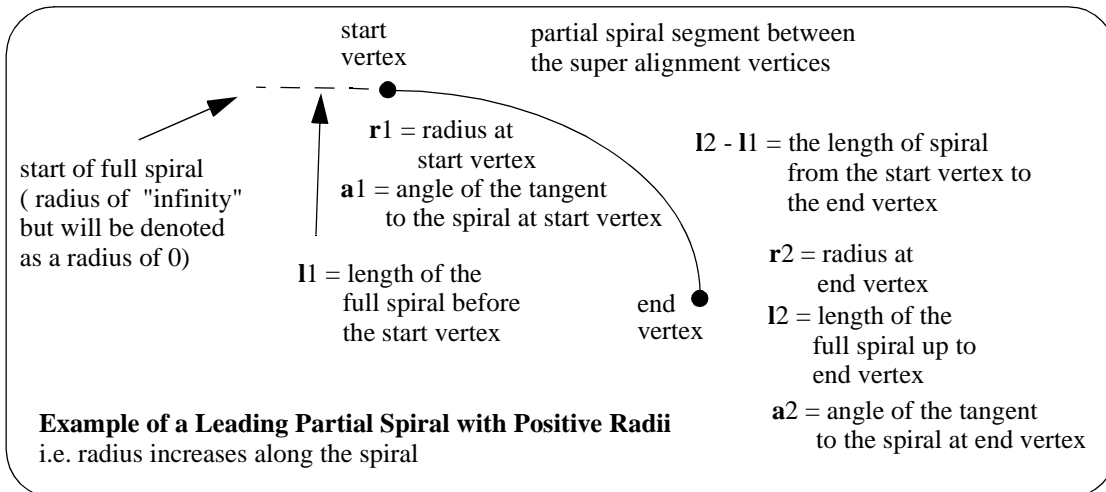 start
vertex
partial spiral segment between
the super alignment vertices
start of full spiral
( radius of "infinity"
but will be denoted
as a radius of 0)
r1 = radius at
start vertex
a1 = angle of the tangent
to the spiral at start vertex
l1 = length of the
full spiral before
the start vertex
l2 - l1 = the length of spiral
from the start vertex to
the end vertex
end
vertex
r2 = radius at
end vertex
l2 = length of the
full spiral up to
end vertex
a2 = angle of the tangent
to the spiral at end vertex
Example of a Leading Partial Spiral with Positive Radii
i.e. radius increases along the spiral